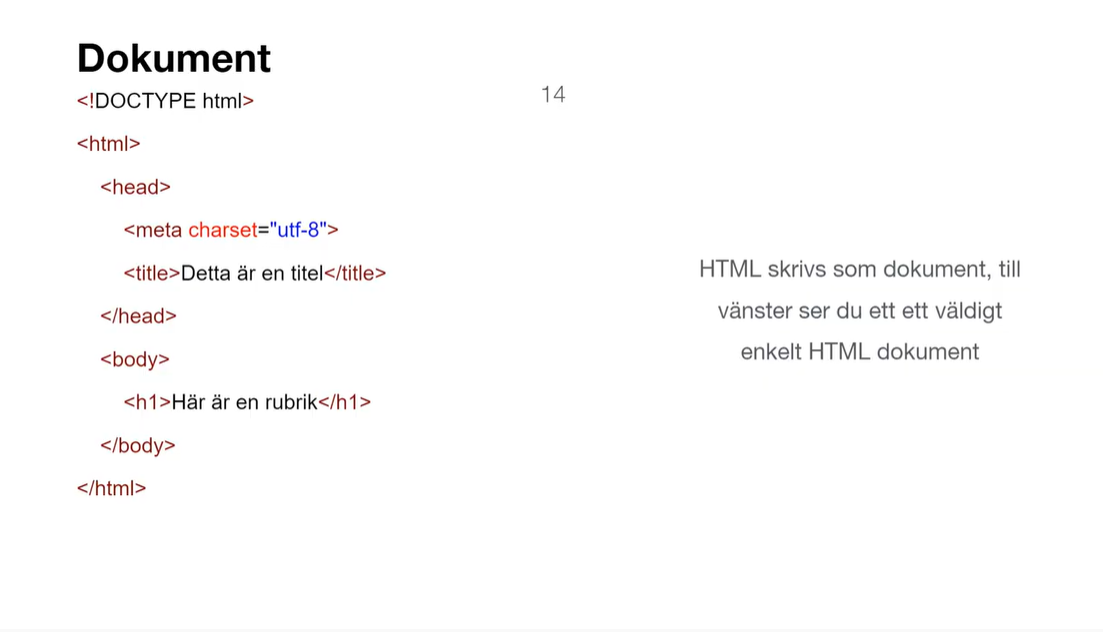 Dokument
<!DOCTYPE html>
14
<html>
<head>
<meta charset="utf-8">
<title>Detta är en titel</title>
</head>
<body>
<h1>Här är en rubrik</h1>
</body>
</html>
HTML skrivs som dokument, till
vänster ser du ett ett väldigt
enkelt HTML dokument